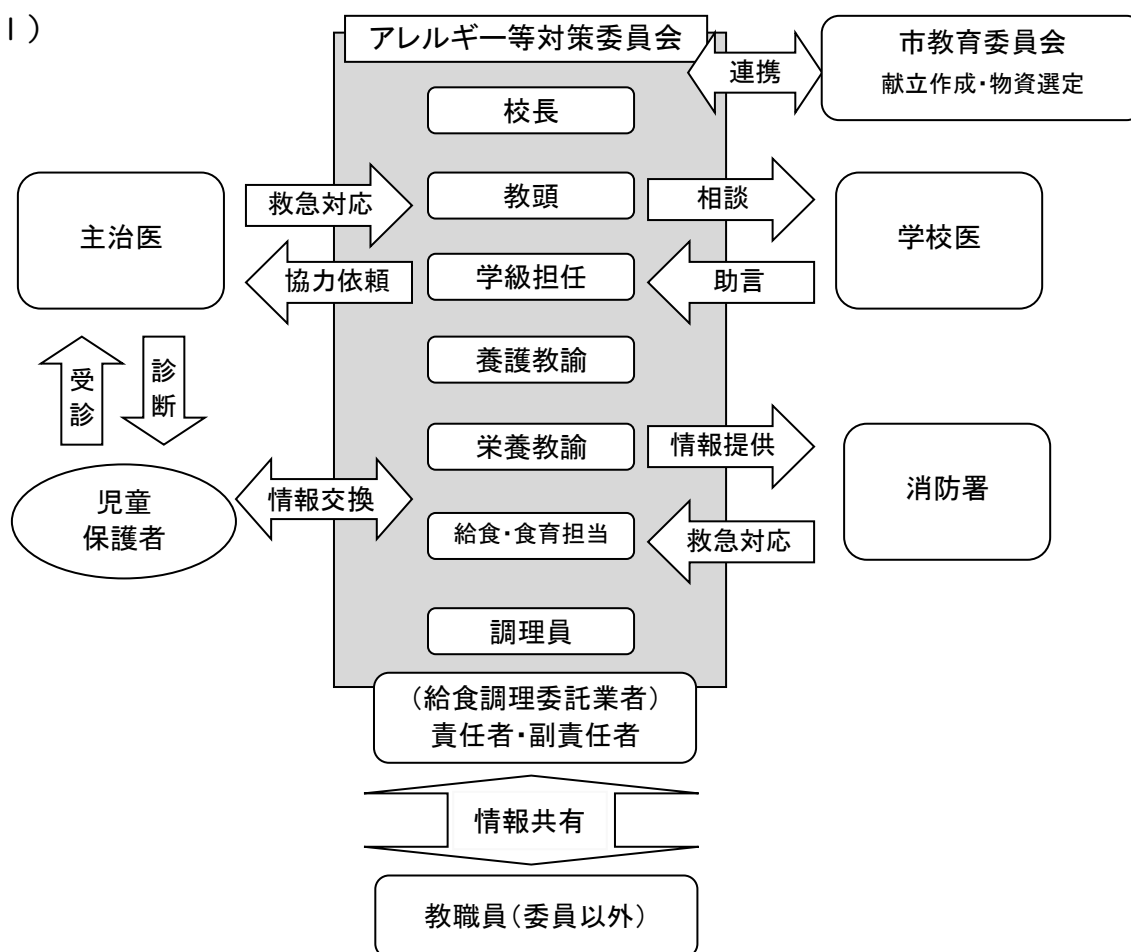 l）
アレルギー等対策委員会
市教育委員会
献立作成・物資選定
連携
校長
主治医
救急対応
教頭
相談
学校医
協力依頼
学級担任
助言
養護教諭
受診
診断
栄養教諭
情報提供
消防署
児童
保護者
情報交換
給食・食育担当
救急対応
調理員
（給食調理委託業者）
責任者・副責任者
情報共有
教職員（委員以外）